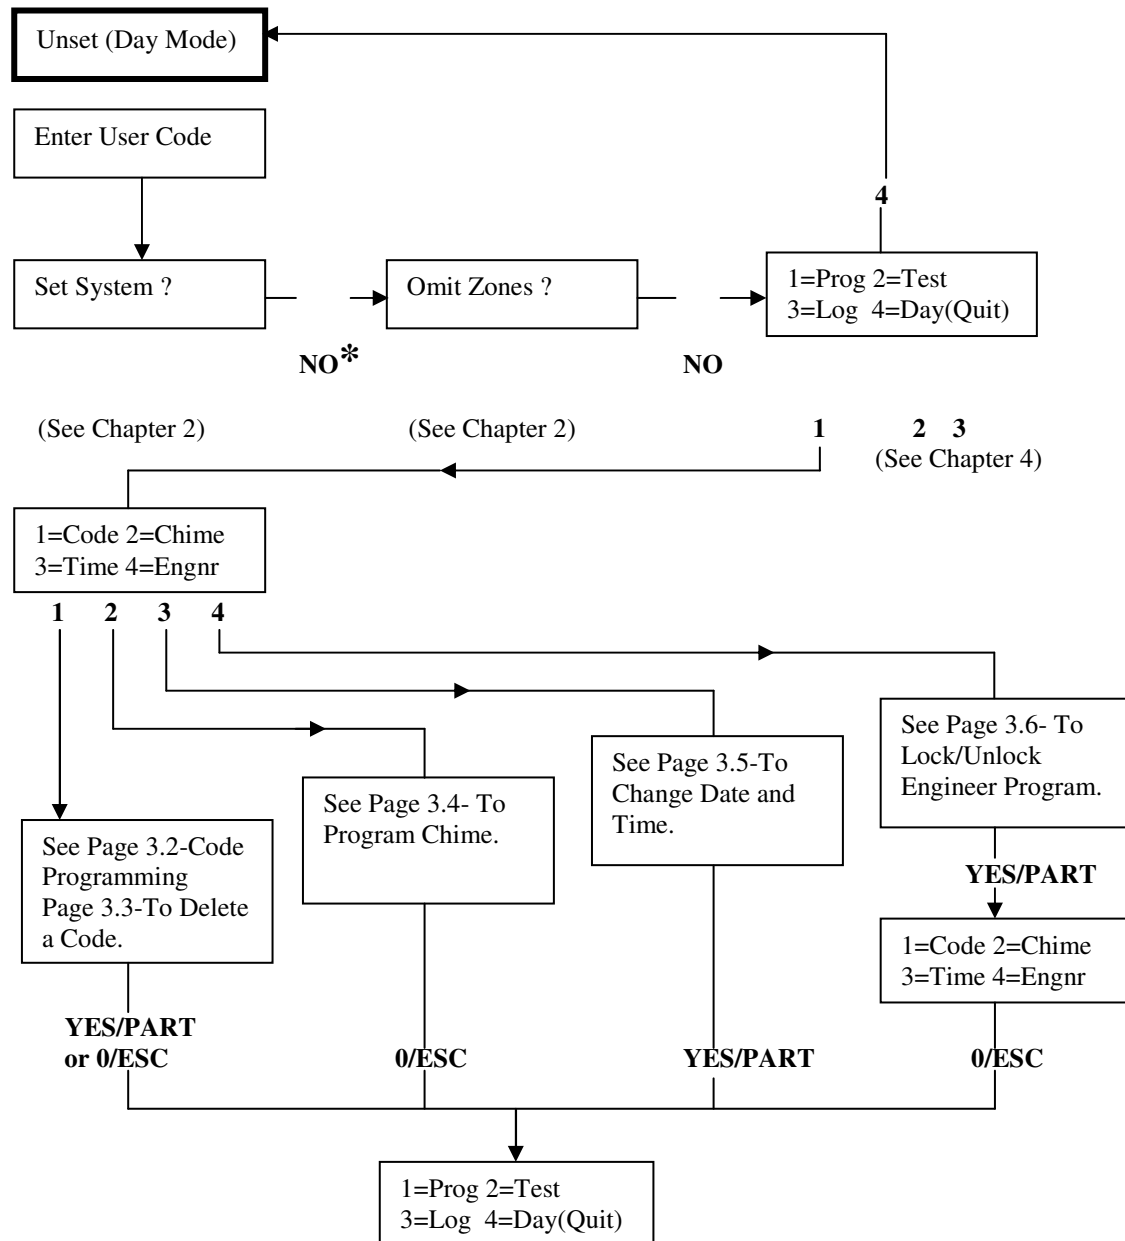 Unset (Day Mode)
Enter User Code
4
Set System ?
Omit Zones ?
1=Prog 2=Test
3=Log 4=Day(Quit)
NO*
NO
(See Chapter 2)
(See Chapter 2)
1 2 3
(See Chapter 4)
1=Code 2=Chime
3=Time 4=Engnr
1 2 3 4
See Page 3.6- To
Lock/Unlock
Engineer Program.
See Page 3.5-To
Change Date and
Time.
See Page 3.4- To
Program Chime.
See Page 3.2-Code
Programming
Page 3.3-To Delete
a Code.
YES/PART
1=Code 2=Chime
3=Time 4=Engnr
YES/PART
or 0/ESC
0/ESC
YES/PART
0/ESC
1=Prog 2=Test
3=Log 4=Day(Quit)